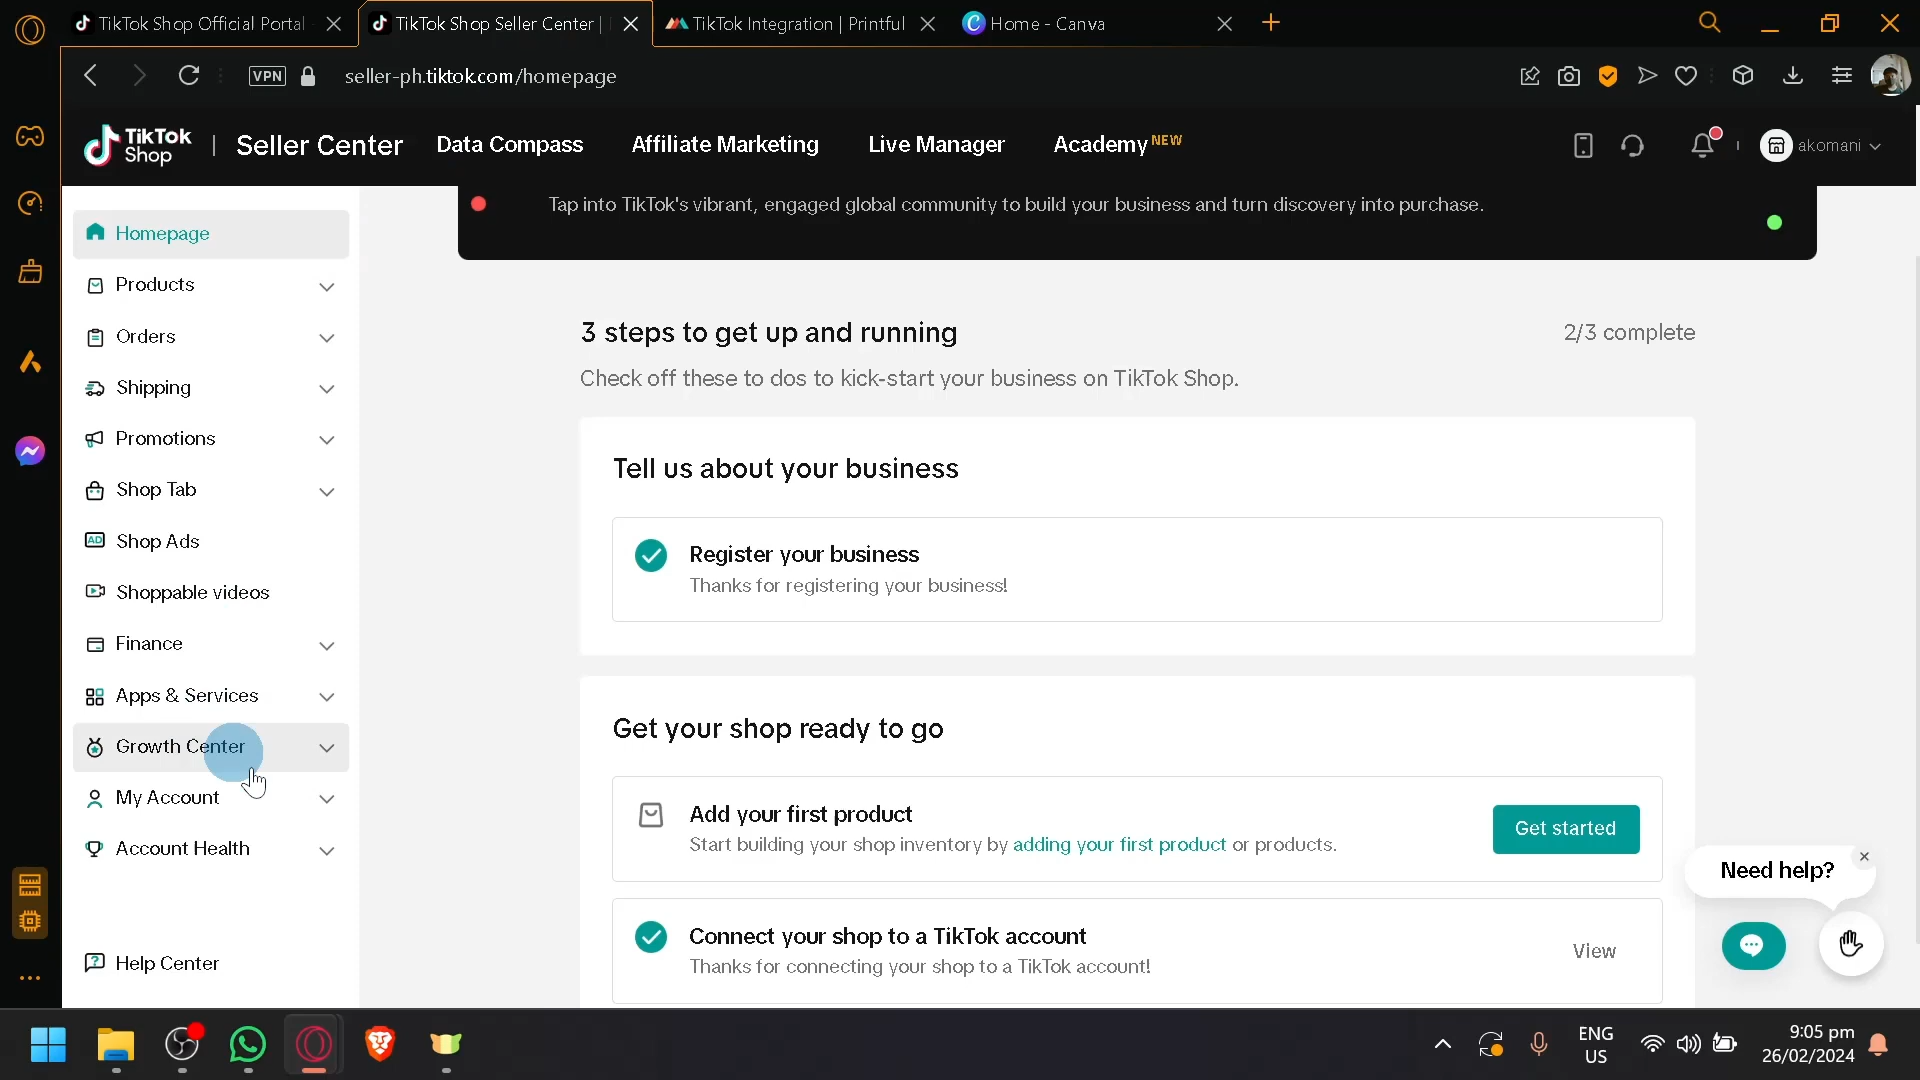 TikTok Shop Official Portal
TikTok Shop Seller Center |
TikTok Integration | Printful
Home - Canva
VPN
seller-ph.tiktok.com/homepage
TikTok Shop
Seller Center
Data Compass
Affiliate Marketing
Live Manager
Academy NEW
akomani
Tap into TikTok's vibrant, engaged global community to build your business and turn discovery into purchase.
Homepage
Products
Orders
Shipping
Promotions
Shop Tab
AD Shop Ads
Shoppable videos
Finance
Apps & Services
Growth Center
My Account
Account Health
Help Center
3 steps to get up and running
2/3 complete
Check off these to dos to kick-start your business on TikTok Shop.
Tell us about your business
Register your business
Thanks for registering your business!
Get your shop ready to go
Add your first product
Start building your shop inventory by adding your first product or products.
Get started
Connect your shop to a TikTok account
Thanks for connecting your shop to a TikTok account!
View
Need help?
ENG
US
9:05 pm
26/02/2024